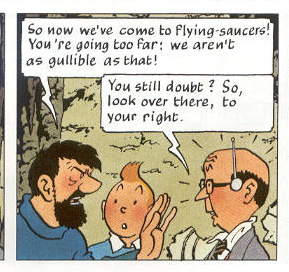 So now we've come to flying-saucers!
You're going too far: we aren't
as gullible as that!
You still doubt? So,
look over there, to
your right.